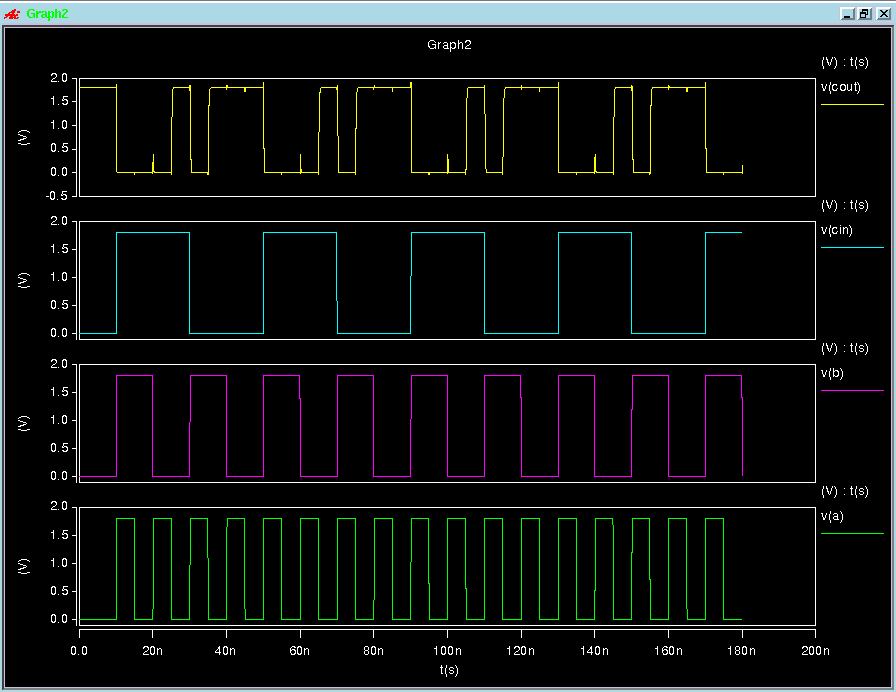 Graph2
Graph2
(V) : t(s)
2.0
v(cout)
1.5
1.0
(V)
0.5
0.0
-0.5
(V) : t(s)
2.0
v(cin)
1.5
1.0
(V)
0.5
0.0
(V) : t(s)
2.0
v(b)
1.5
1.0
(V)
0.5
0.0
(V) : t(s)
2.0
v(a)
1.5
1.0
(V)
0.5
0.0
0.0 20n 40n 60n 80n 100n 120n 140n 160n 180n 200n
t(s)